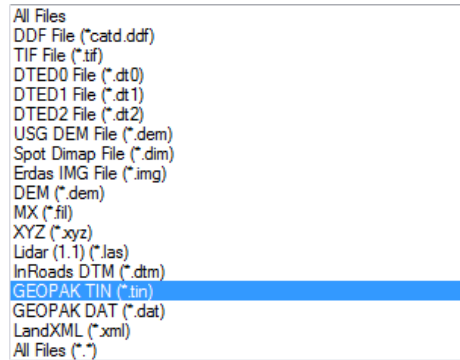 All Files
DDF File (*catd.ddf)
TIF File (*.tif)
DTED0 File (*.dt0)
DTED1 File (*.dt1)
DTED2 File (*.dt2)
USG DEM File (*.dem)
Spot Dimap File (*.dim)
Erdas IMG File (*.img)
DEM (*.dem)
MX (*.fil)
XYZ (*.xyz)
Lidar (1.1) (*.las)
InRoads DTM (*.dtm)
GEOPAK TIN (*.tin)
GEOPAK DAT (*.dat)
LandXML (*.xml)
All Files (*.*)